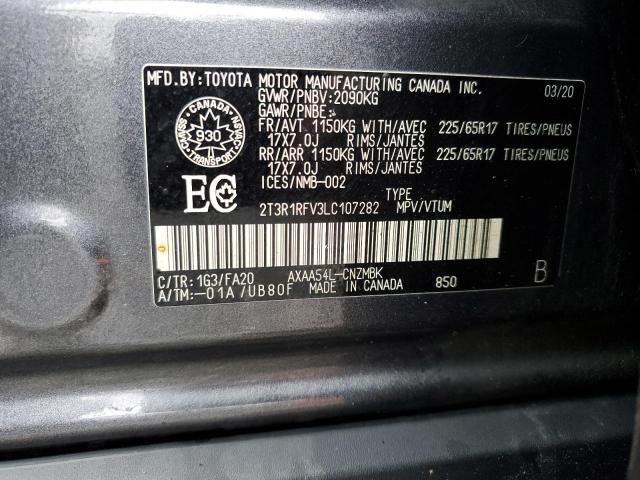 MFD.BY: TOYOTA MOTOR MANUFACTURING CANADA INC.
GVWR/PNBV: 2090KG 03/20
GAWR/PNBE:
FR/AVT 1150KG WITH/AVEC 225/65R17 TIRES/PNEUS
17X7.0J RIMS/JANTES
RR/ARR 1150KG WITH/AVEC 225/65R17 TIRES/PNEUS
17X7.0J RIMS/JANTES
ICES/NMB-002
CANADA
930
TRANSPORT
CMVSS
NSVAC
EC
TYPE
2T3R1RFV3LC107282 MPV/VTUM
C/TR: 1G3/FA20 AXAA54L-CNZMBK
A/TM: -01A/UB80F MADE IN CANADA 850 B